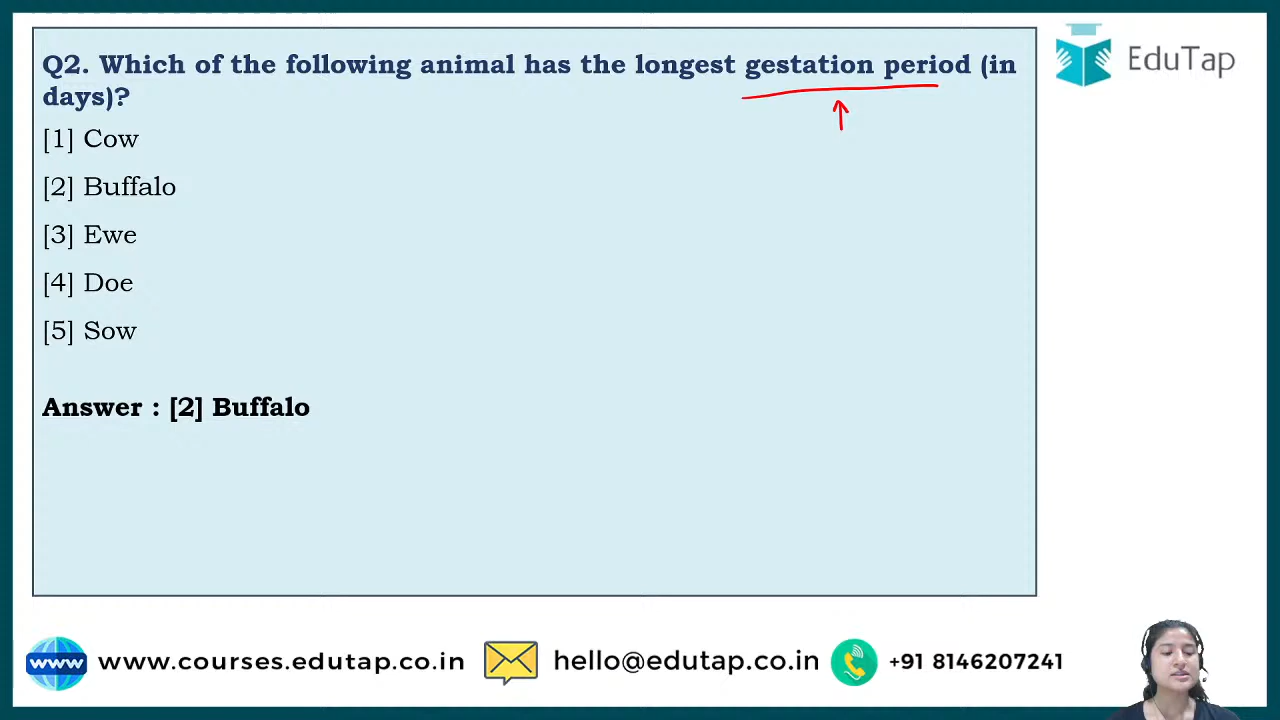 Q2. Which of the following animal has the longest gestation period (in
days)?
[1] Cow
[2] Buffalo
[3] Ewe
[4] Doe
[5] Sow
Answer : [2] Buffalo
EduTap
www www.courses.edutap.co.in hello@edutap.co.in +91 8146207241